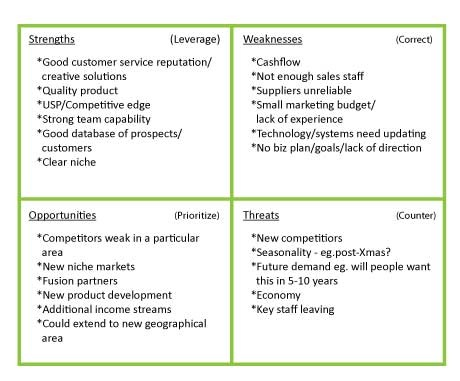 Strengths (Leverage)
*Good customer service reputation/
creative solutions
*Quality product
*USP/Competitive edge
*Strong team capability
*Good database of prospects/
customers
*Clear niche
Weaknesses (Correct)
*Cashflow
*Not enough sales staff
*Suppliers unreliable
*Small marketing budget/
lack of experience
*Technology/systems need updating
*No biz plan/goals/lack of direction
Opportunities (Prioritize)
*Competitors weak in a particular
area
*New niche markets
*Fusion partners
*New product development
*Additional income streams
*Could extend to new geographical
area
Threats (Counter)
*New competitiors
*Seasonality - eg.post-Xmas?
*Future demand eg. will people want
this in 5-10 years
*Economy
*Key staff leaving